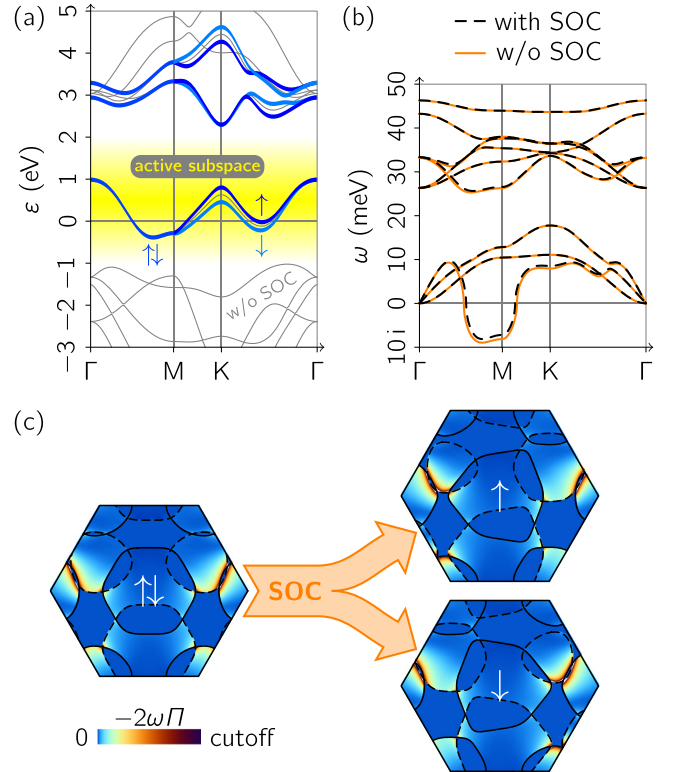 (a)
5
4
3
2
1
0
−1
−2
−3
ε (eV)
active subspace
↑↓
↑
↓
w/o SOC
Γ M K Γ
(b)
with SOC
w/o SOC
50
40
30
20
10
0
10 i
ω (meV)
Γ M K Γ
(c)
↑↓
SOC
↑
↓
−2ωΠ
0 cutoff